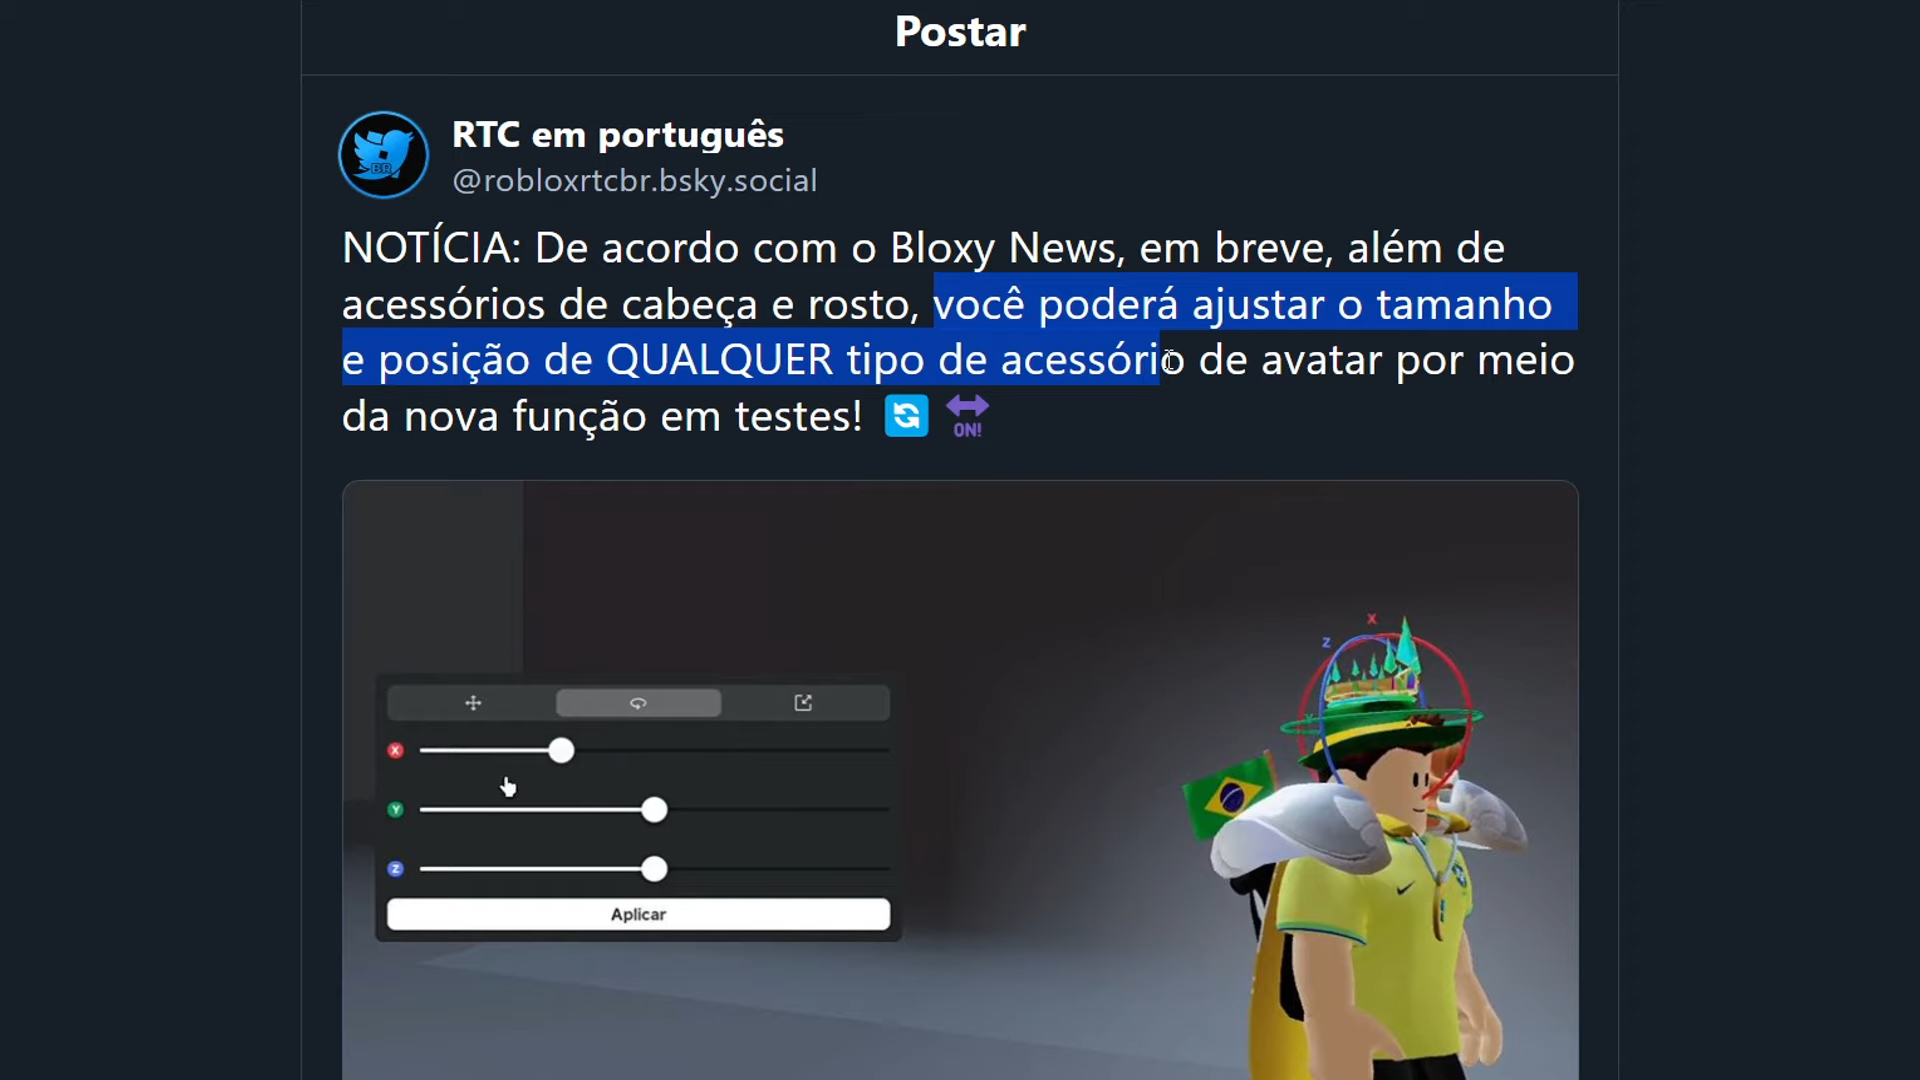 Postar
RTC em português
@robloxrtcbr.bsky.social
NOTÍCIA: De acordo com o Bloxy News, em breve, além de
acessórios de cabeça e rosto, você poderá ajustar o tamanho
e posição de QUALQUER tipo de acessório de avatar por meio
da nova função em testes! 🔄 🔛
BR
X
Z
Y
X
Y
Z
Aplicar